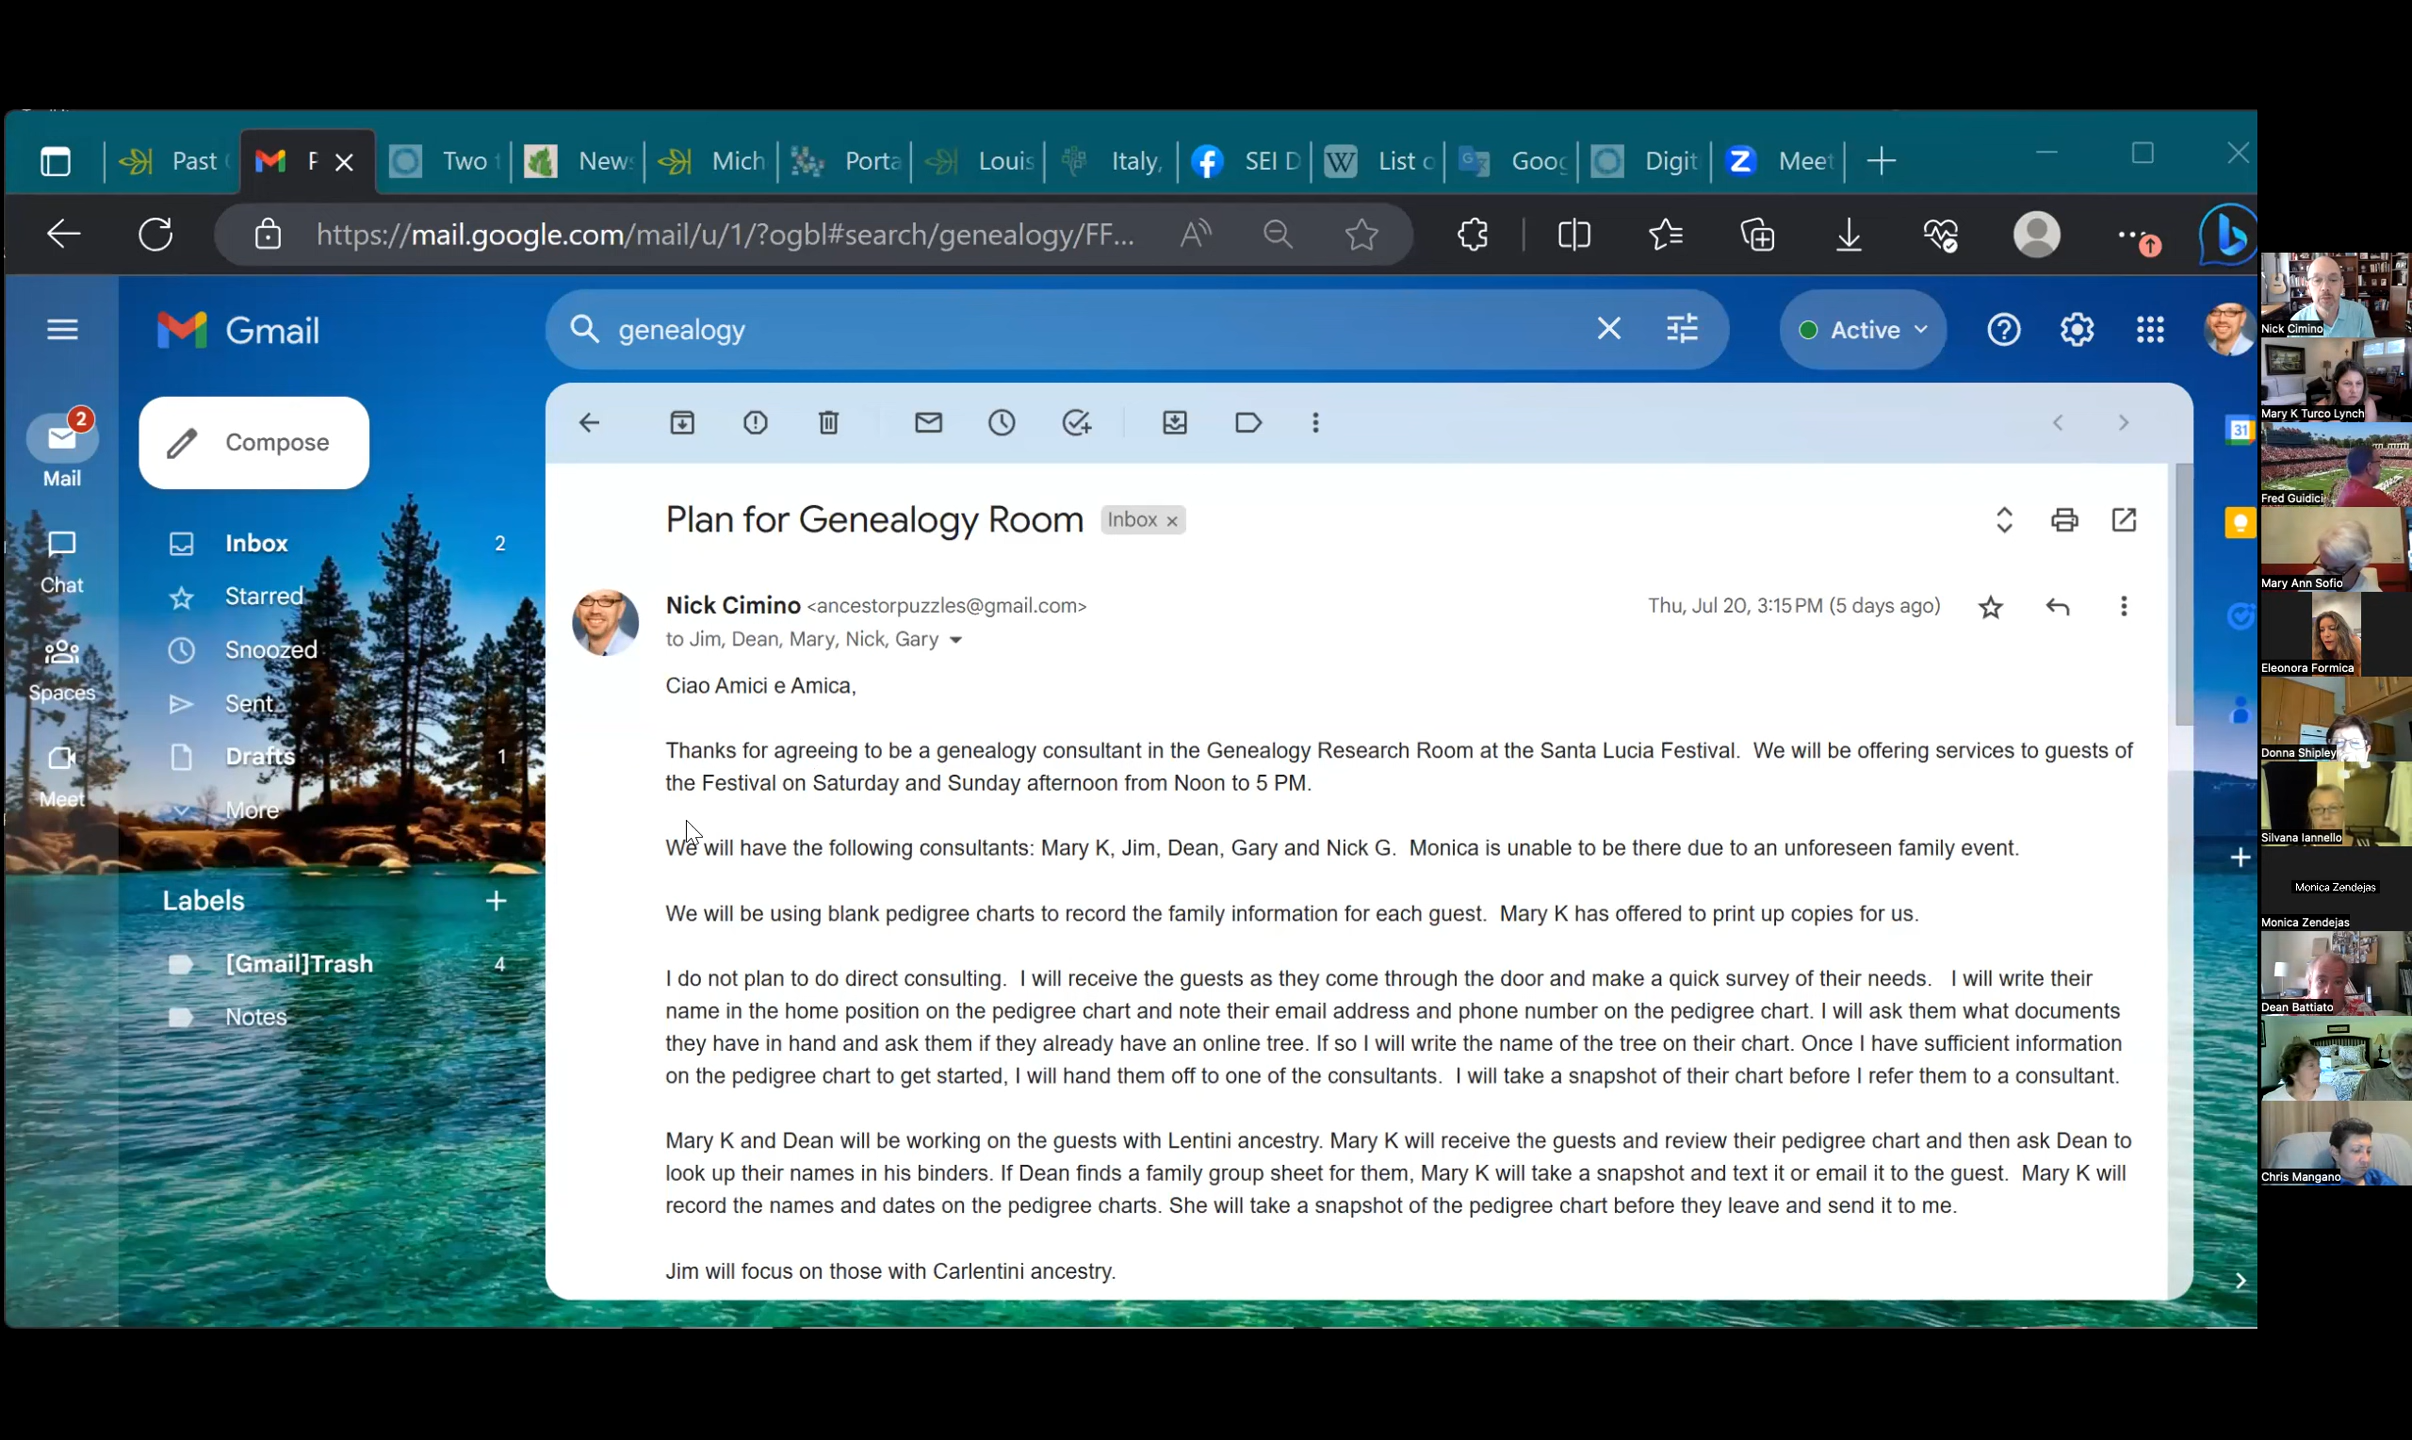 Past
F
Two
News
Mich
Porta
Louis
Italy,
SEI D
List o
Goog
Digit
Meet
https://mail.google.com/mail/u/1/?ogbl#search/genealogy/FF...
Gmail
genealogy
Active
2
Mail
Chat
Spaces
Meet
Compose
Inbox 2
Starred
Snoozed
Sent
Drafts 1
More
Labels
[Gmail]Trash 4
Notes
31
Plan for Genealogy Room Inbox
Nick Cimino <ancestorpuzzles@gmail.com> Thu, Jul 20, 3:15 PM (5 days ago)
to Jim, Dean, Mary, Nick, Gary
Ciao Amici e Amica,
Thanks for agreeing to be a genealogy consultant in the Genealogy Research Room at the Santa Lucia Festival. We will be offering services to guests of
the Festival on Saturday and Sunday afternoon from Noon to 5 PM.
We will have the following consultants: Mary K, Jim, Dean, Gary and Nick G. Monica is unable to be there due to an unforeseen family event.
We will be using blank pedigree charts to record the family information for each guest. Mary K has offered to print up copies for us.
I do not plan to do direct consulting. I will receive the guests as they come through the door and make a quick survey of their needs. I will write their
name in the home position on the pedigree chart and note their email address and phone number on the pedigree chart. I will ask them what documents
they have in hand and ask them if they already have an online tree. If so I will write the name of the tree on their chart. Once I have sufficient information
on the pedigree chart to get started, I will hand them off to one of the consultants. I will take a snapshot of their chart before I refer them to a consultant.
Mary K and Dean will be working on the guests with Lentini ancestry. Mary K will receive the guests and review their pedigree chart and then ask Dean to
look up their names in his binders. If Dean finds a family group sheet for them, Mary K will take a snapshot and text it or email it to the guest. Mary K will
record the names and dates on the pedigree charts. She will take a snapshot of the pedigree chart before they leave and send it to me.
Jim will focus on those with Carlentini ancestry.
Nick Cimino
Mary K Turco Lynch
Fred Guidici
Mary Ann Sofio
Eleonora Formica
Donna Shipley
Silvana Iannello
Monica Zendejas
Monica Zendejas
Dean Battiato
Chris Mangano